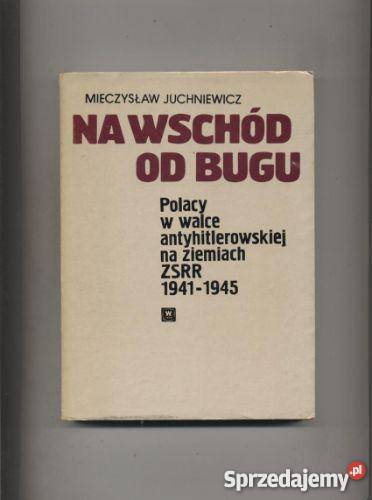 MIECZYSŁAW JUCHNIEWICZ
NA WSCHÓD
OD BUGU
Polacy
w walce
antyhitlerowskiej
na ziemiach
ZSRR
1941-1945
W
Sprzedajemy.pl